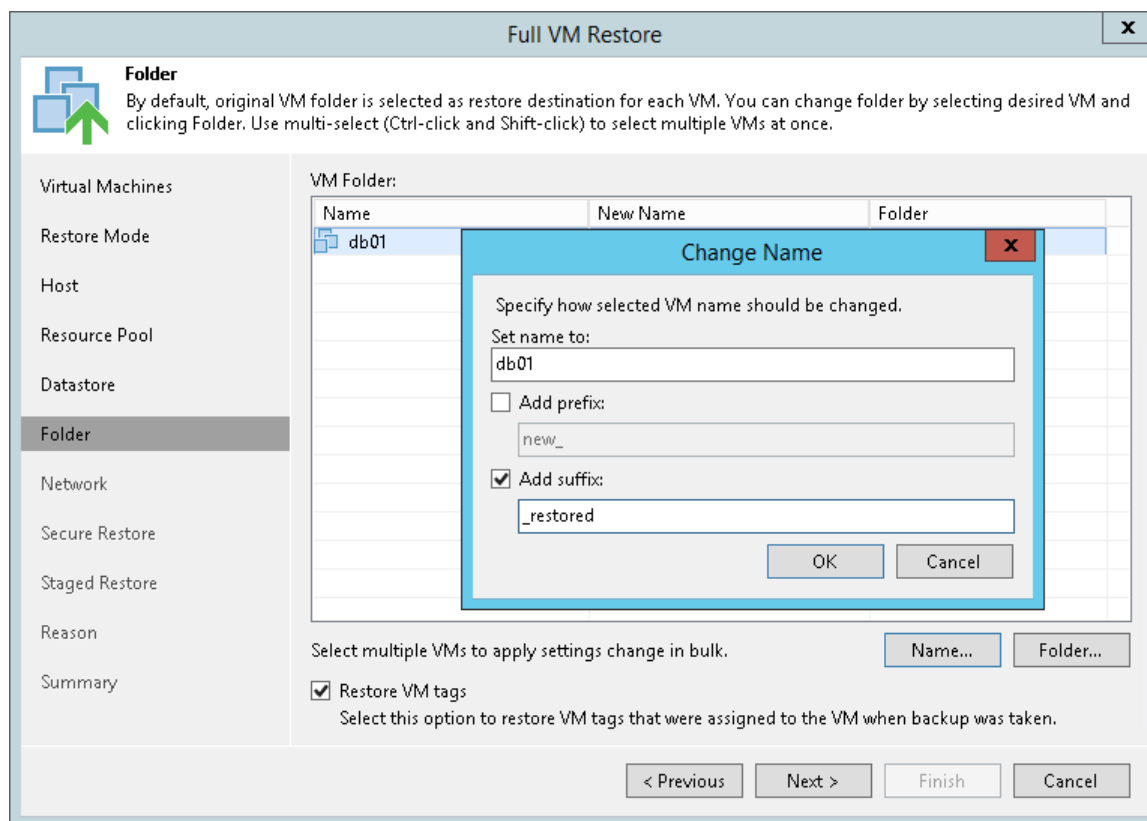 Full VM Restore
x
Folder
By default, original VM folder is selected as restore destination for each VM. You can change folder by selecting desired VM and
clicking Folder. Use multi-select (Ctrl-click and Shift-click) to select multiple VMs at once.
Virtual Machines
Restore Mode
Host
Resource Pool
Datastore
Folder
Network
Secure Restore
Staged Restore
Reason
Summary
VM Folder:
Name New Name Folder
db01
Change Name
x
Specify how selected VM name should be changed.
Set name to:
db01
Add prefix:
new_
Add suffix:
_restored
OK Cancel
Select multiple VMs to apply settings change in bulk.
Name... Folder...
Restore VM tags
Select this option to restore VM tags that were assigned to the VM when backup was taken.
< Previous Next > Finish Cancel